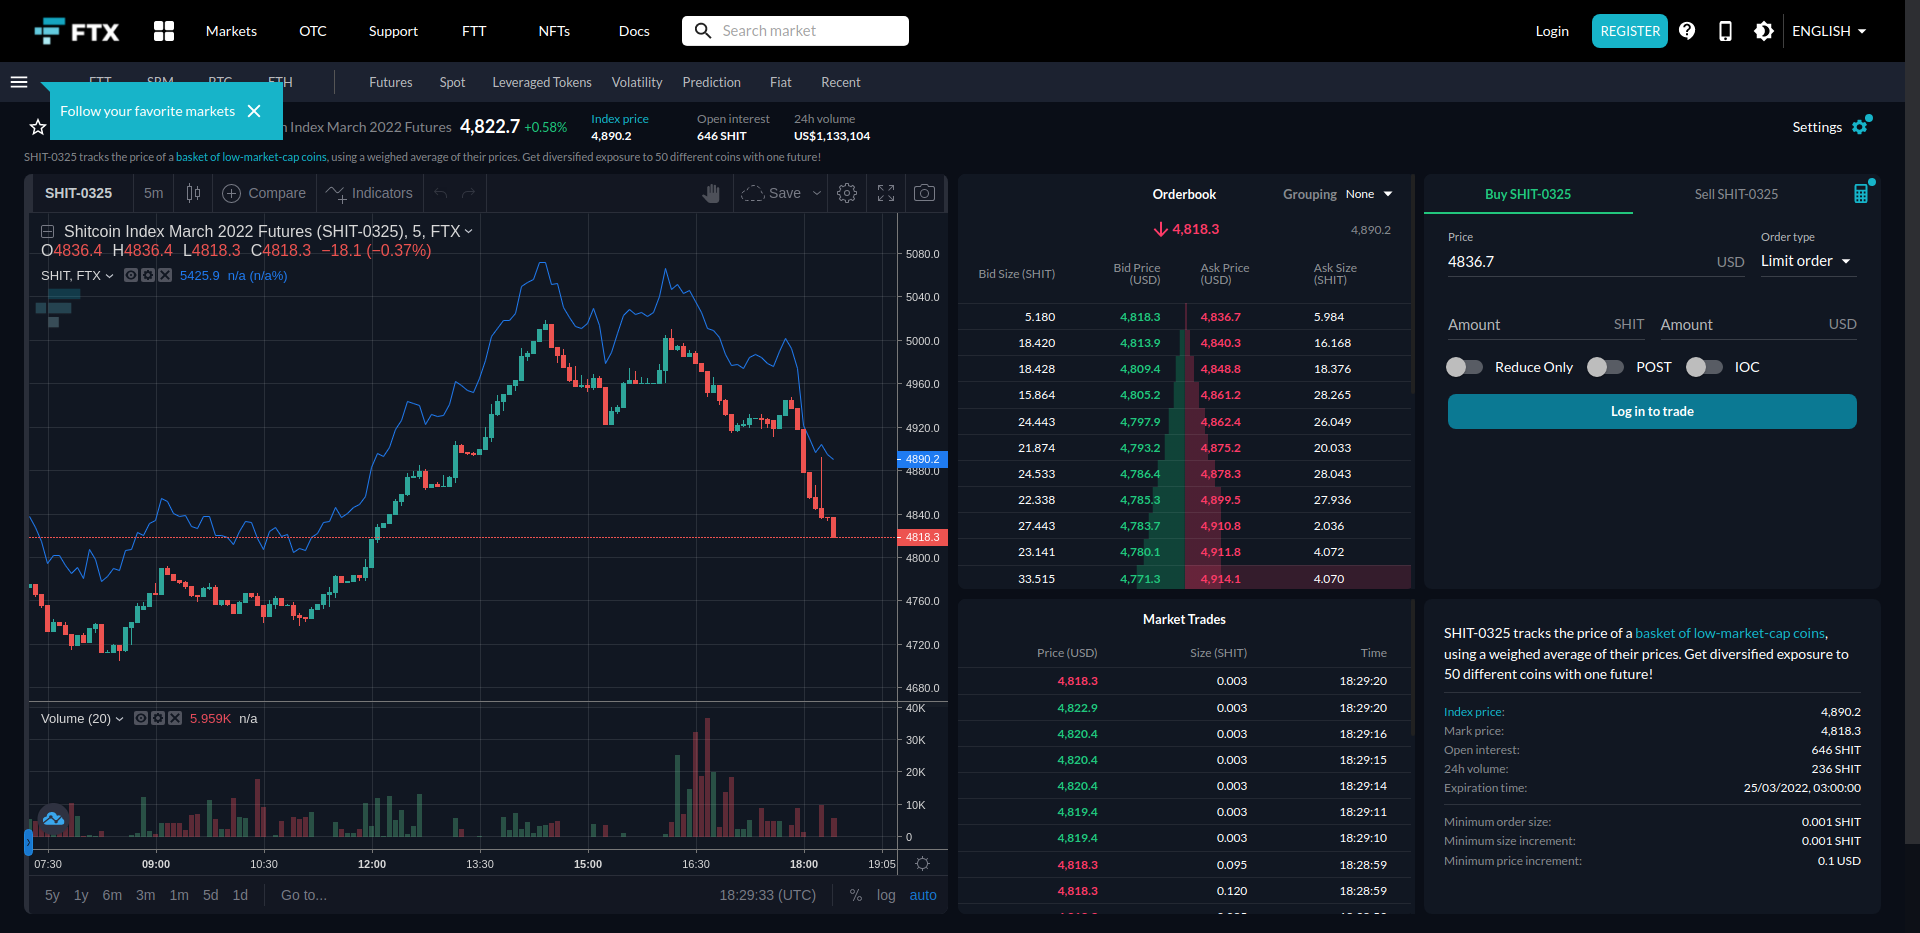 FTX Markets OTC Support FTT NFTs Docs Search market Login REGISTER ENGLISH
FTT SRM BTC ETH Futures Spot Leveraged Tokens Volatility Prediction Fiat Recent
Follow your favorite markets
Index March 2022 Futures 4,822.7 +0.58%
Index price
4,890.2
Open interest
646 SHIT
24h volume
US$1,133,104
Settings
SHIT-0325 tracks the price of a basket of low-market-cap coins, using a weighed average of their prices. Get diversified exposure to 50 different coins with one future!
SHIT-0325 5m Compare Indicators Save
Shitcoin Index March 2022 Futures (SHIT-0325), 5, FTX
O4836.4 H4836.4 L4818.3 C4818.3 −18.1 (−0.37%)
SHIT, FTX 5425.9 n/a (n/a%)
5080.0
5040.0
5000.0
4960.0
4920.0
4890.2
4880.0
4840.0
4818.3
4800.0
4760.0
4720.0
4680.0
Volume (20) 5.959K n/a
40K
30K
20K
10K
0
07:30 09:00 10:30 12:00 13:30 15:00 16:30 18:00 19:05
5y 1y 6m 3m 1m 5d 1d Go to... 18:29:33 (UTC) % log auto
Orderbook Grouping None
4,818.3 4,890.2
Bid Size (SHIT) Bid Price (USD) Ask Price (USD) Ask Size (SHIT)
5.180 4,818.3 4,836.7 5.984
18.420 4,813.9 4,840.3 16.168
18.428 4,809.4 4,848.8 18.376
15.864 4,805.2 4,861.2 28.265
24.443 4,797.9 4,862.4 26.049
21.874 4,793.2 4,875.2 20.033
24.533 4,786.4 4,878.3 28.043
22.338 4,785.3 4,899.5 27.936
27.443 4,783.7 4,910.8 2.036
23.141 4,780.1 4,911.8 4.072
33.515 4,771.3 4,914.1 4.070
Market Trades
Price (USD) Size (SHIT) Time
4,818.3 0.003 18:29:20
4,822.9 0.003 18:29:20
4,820.4 0.003 18:29:16
4,820.4 0.003 18:29:15
4,820.4 0.003 18:29:14
4,819.4 0.003 18:29:11
4,819.4 0.003 18:29:10
4,818.3 0.095 18:28:59
4,818.3 0.120 18:28:59
Buy SHIT-0325 Sell SHIT-0325
Price Order type
4836.7 USD Limit order
Amount SHIT Amount USD
Reduce Only POST IOC
Log in to trade
SHIT-0325 tracks the price of a basket of low-market-cap coins,
using a weighed average of their prices. Get diversified exposure to
50 different coins with one future!
Index price: 4,890.2
Mark price: 4,818.3
Open interest: 646 SHIT
24h volume: 236 SHIT
Expiration time: 25/03/2022, 03:00:00
Minimum order size: 0.001 SHIT
Minimum size increment: 0.001 SHIT
Minimum price increment: 0.1 USD